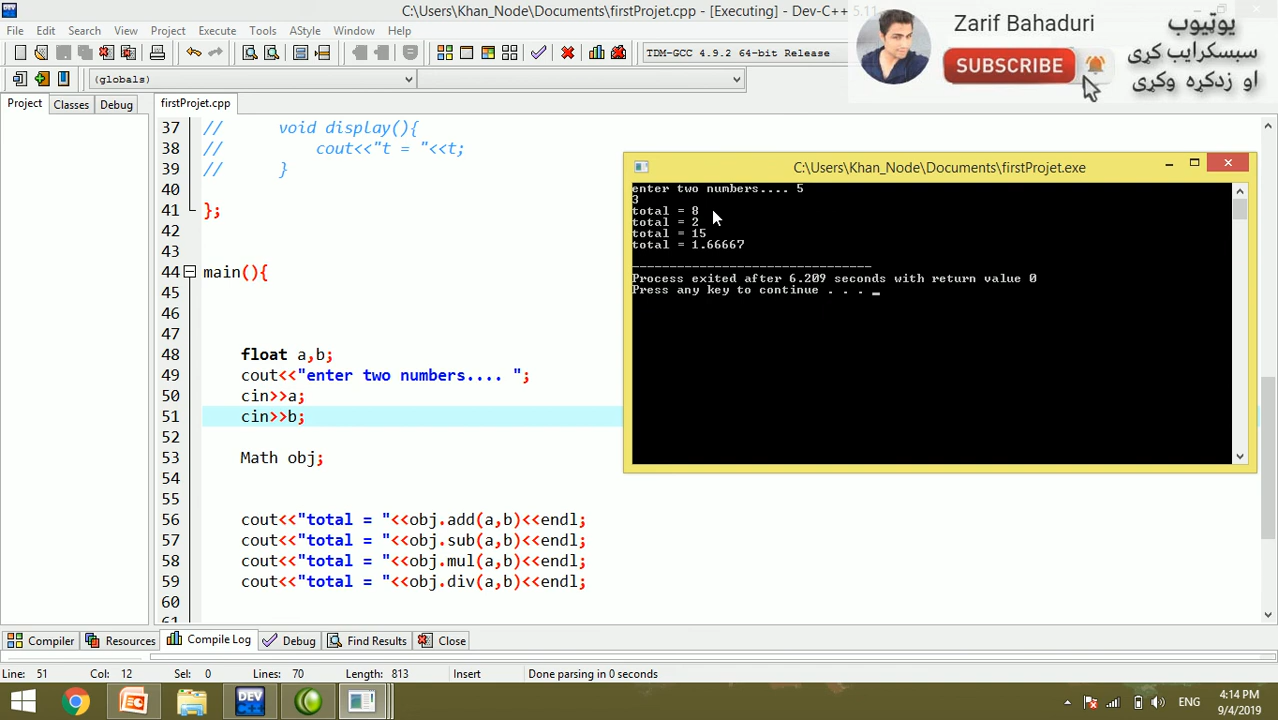 C:\Users\Khan_Node\Documents\firstProjet.cpp - [Executing] - Dev-C++ 5.11
File Edit Search View Project Execute Tools AStyle Window Help
TDM-GCC 4.9.2 64-bit Release
(globals)
Project Classes Debug firstProjet.cpp
Zarif Bahaduri
SUBSCRIBE
یوټیوب
سبسکرایب کړی
او زدکړه وکړی
37 // void display(){
38 // cout<<"t = "<<t;
39 // }
40
41 };
42
43
44 main(){
45
46
47
48 float a,b;
49 cout<<"enter two numbers.... ";
50 cin>>a;
51 cin>>b;
52
53 Math obj;
54
55
56 cout<<"total = "<<obj.add(a,b)<<endl;
57 cout<<"total = "<<obj.sub(a,b)<<endl;
58 cout<<"total = "<<obj.mul(a,b)<<endl;
59 cout<<"total = "<<obj.div(a,b)<<endl;
60
61
C:\Users\Khan_Node\Documents\firstProjet.exe
enter two numbers.... 5
3
total = 8
total = 2
total = 15
total = 1.66667
--------------------------------
Process exited after 6.209 seconds with return value 0
Press any key to continue . . . _
Compiler Resources Compile Log Debug Find Results Close
Line: 51 Col: 12 Sel: 0 Lines: 70 Length: 813 Insert Done parsing in 0 seconds
DEV
ENG
4:14 PM
9/4/2019